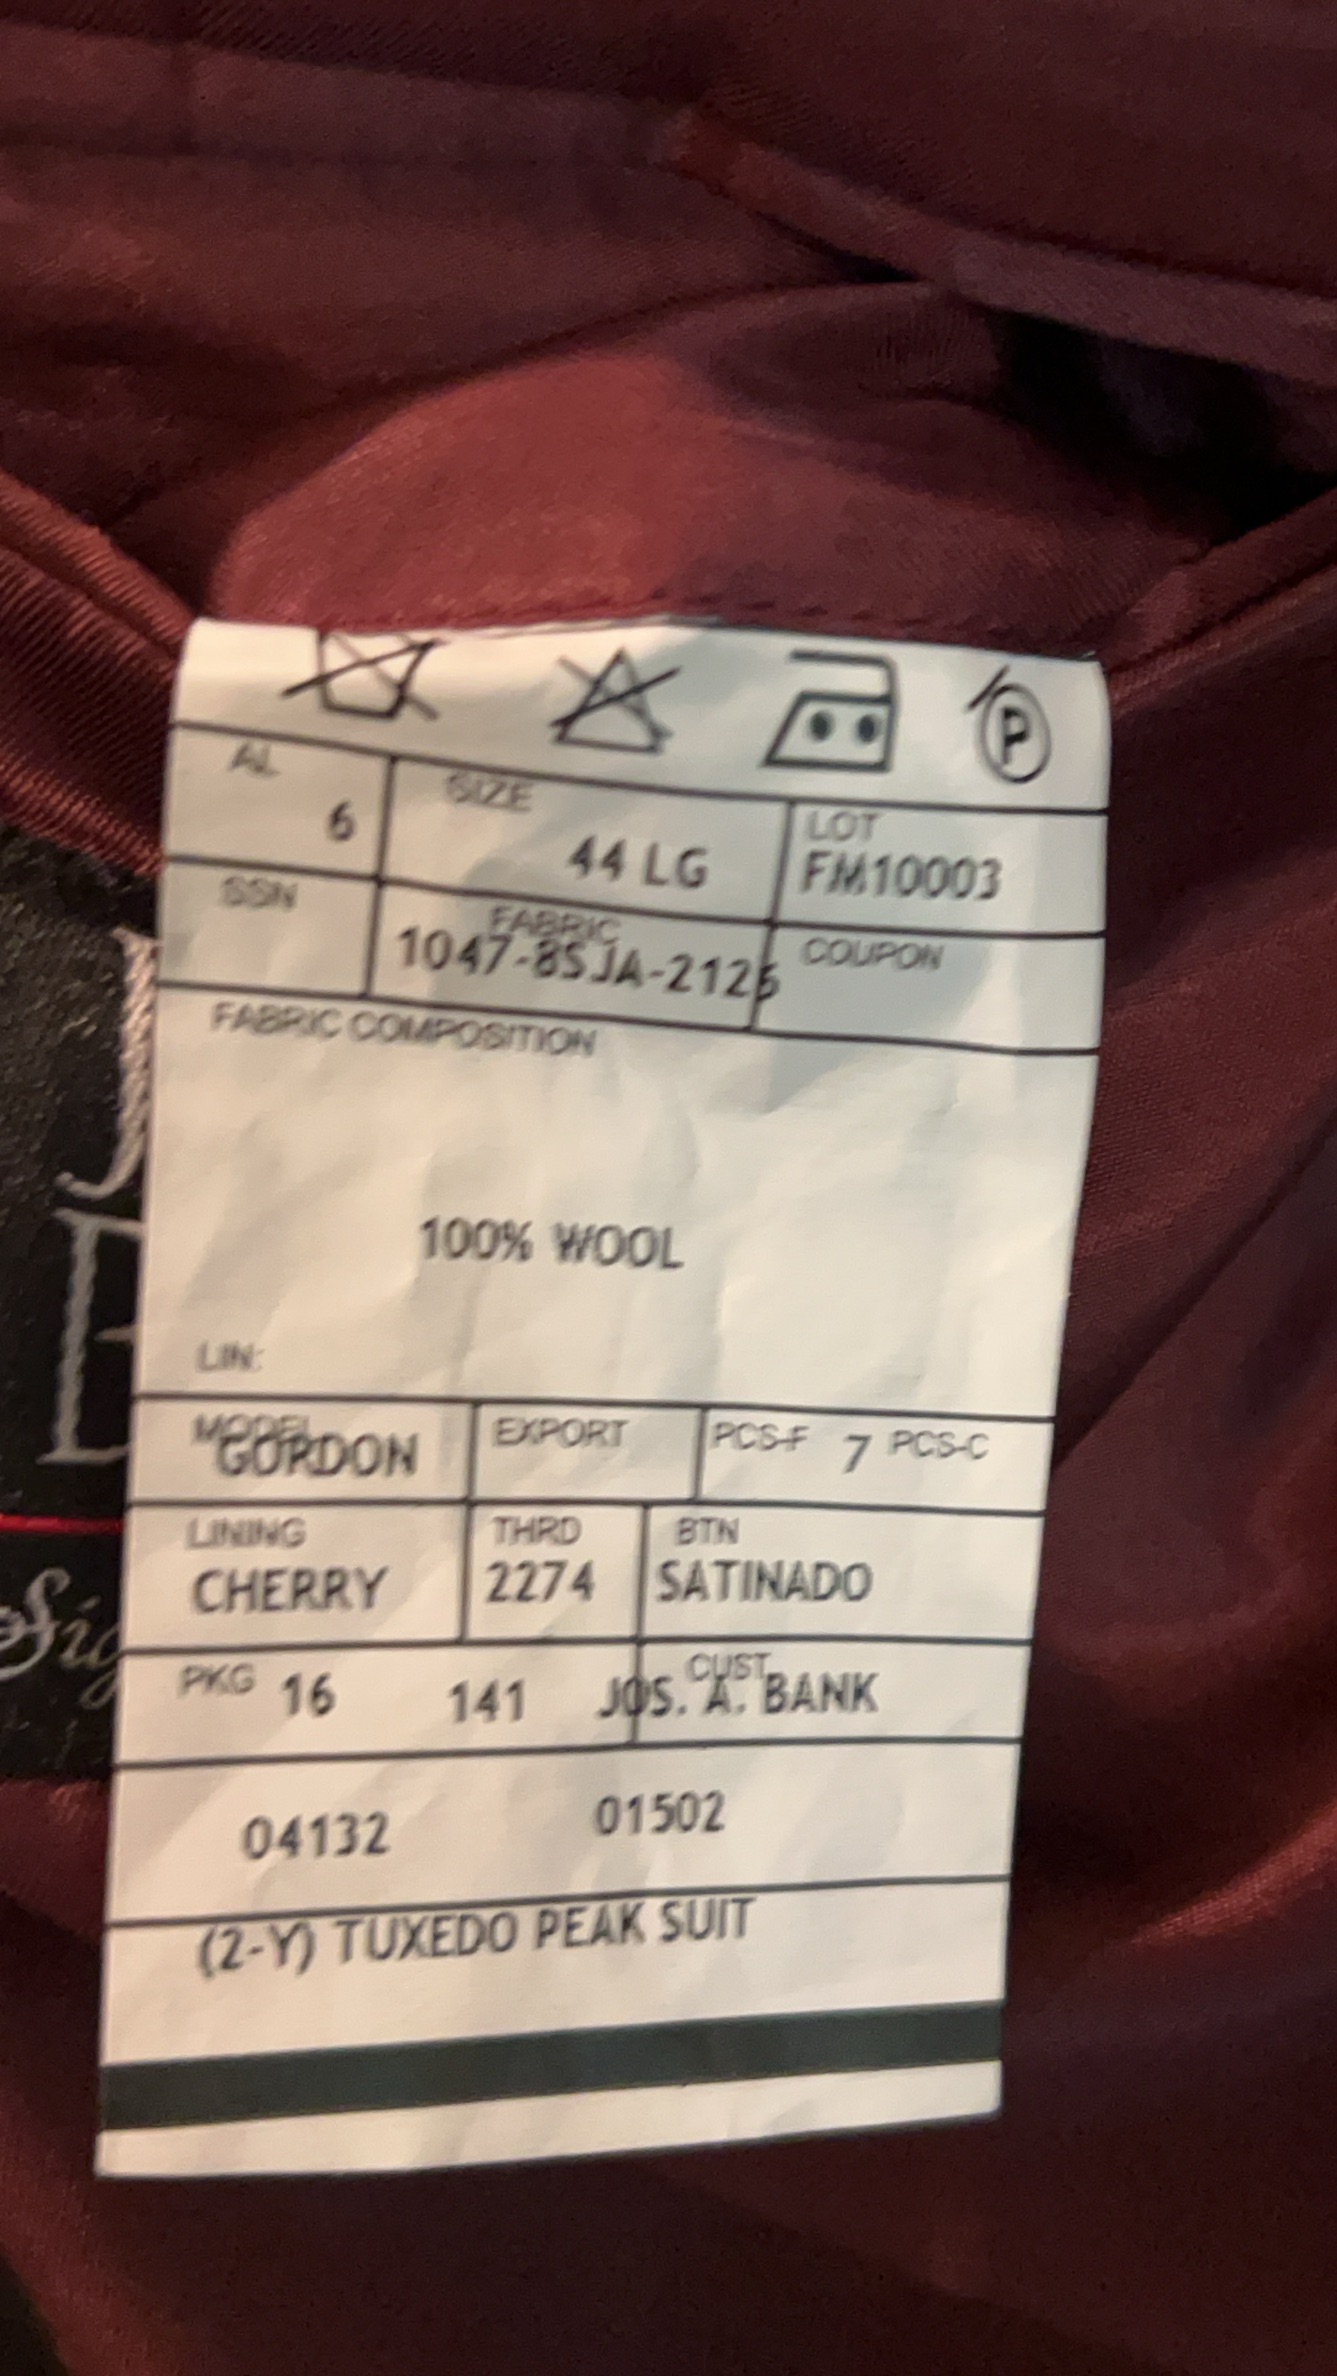 P
AL SIZE LOT
6 44 LG FM10003
SSN FABRIC COUPON
1047-8SJA-2125
FABRIC COMPOSITION
100% WOOL
LIN:
MODEL EXPORT PCS-F 7 PCS-C
GORDON
LINING THRD BTN
CHERRY 2274 SATINADO
PKG 16 141 CUST.
JOS. A. BANK
04132 01502
(2-Y) TUXEDO PEAK SUIT
J
Sig